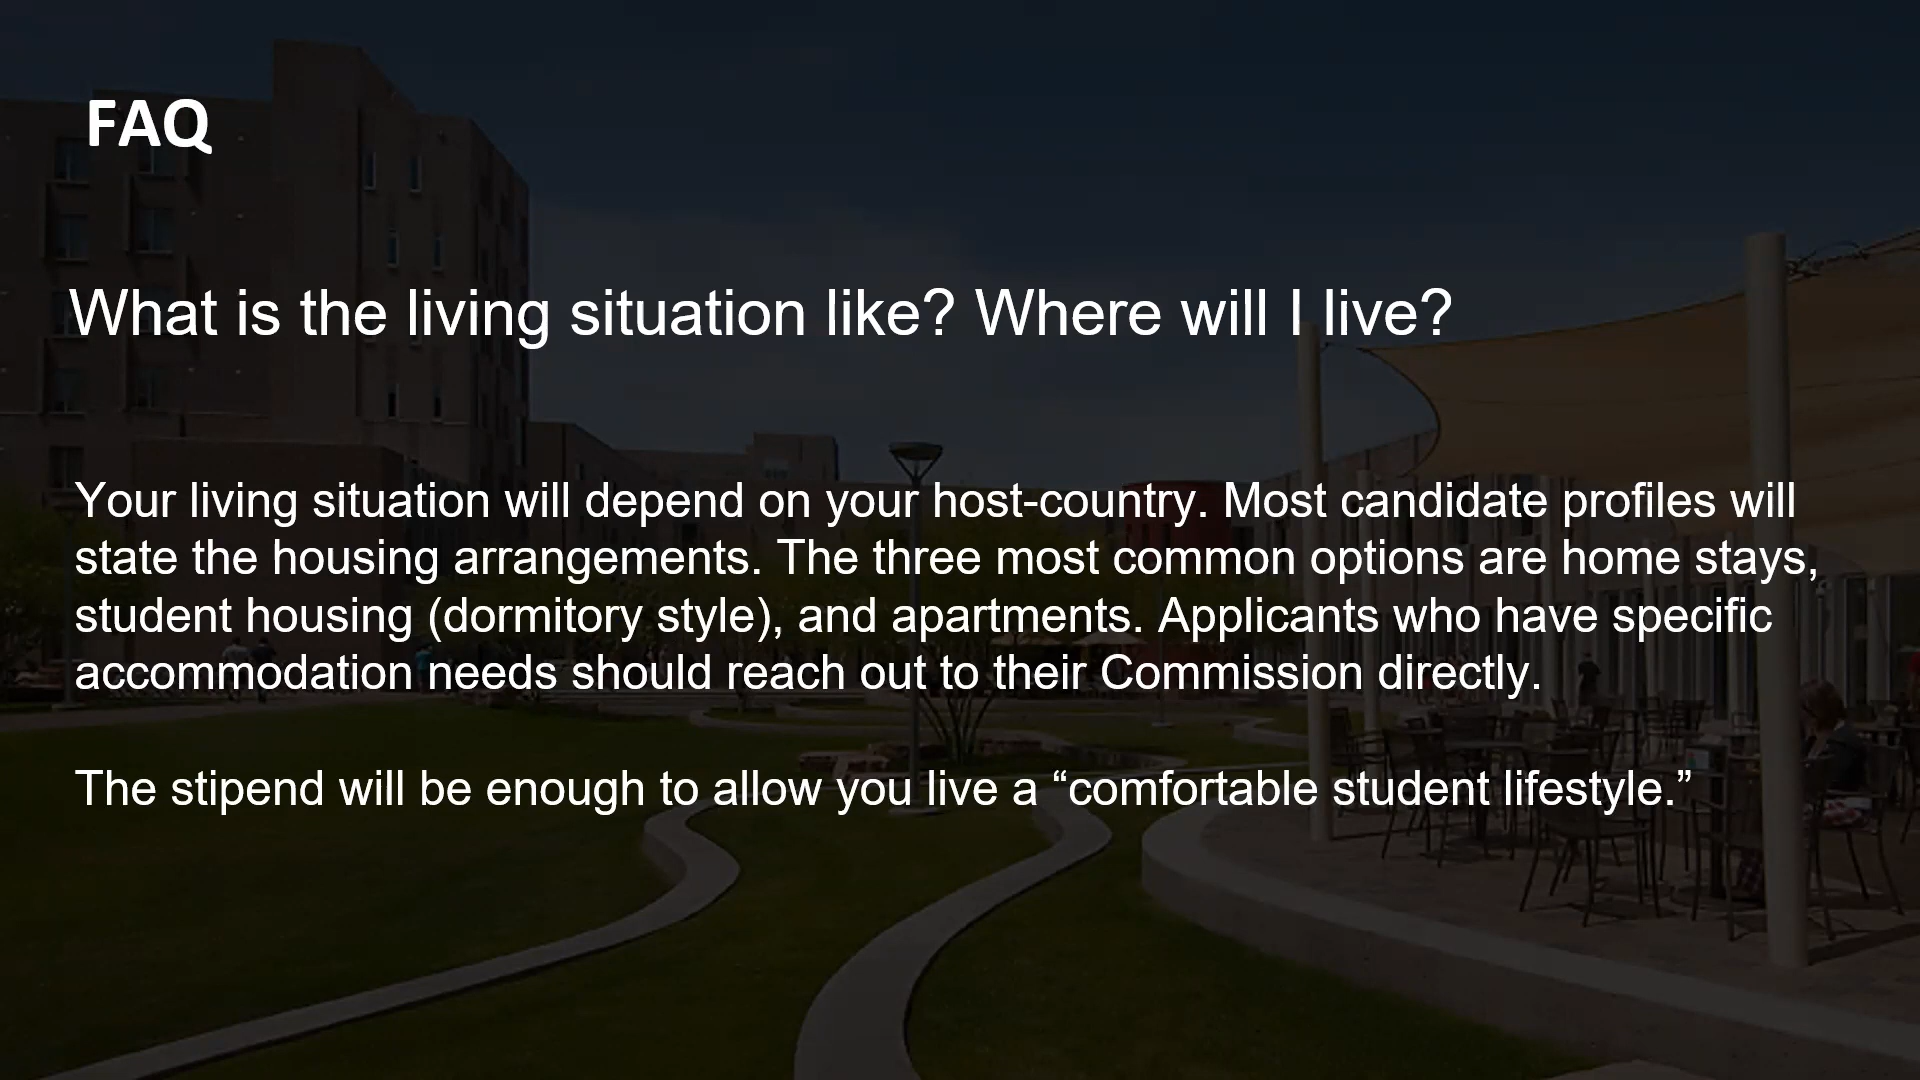 FAQ
What is the living situation like? Where will I live?
Your living situation will depend on your host-country. Most candidate profiles will
state the housing arrangements. The three most common options are home stays,
student housing (dormitory style), and apartments. Applicants who have specific
accommodation needs should reach out to their Commission directly.
The stipend will be enough to allow you live a “comfortable student lifestyle.”